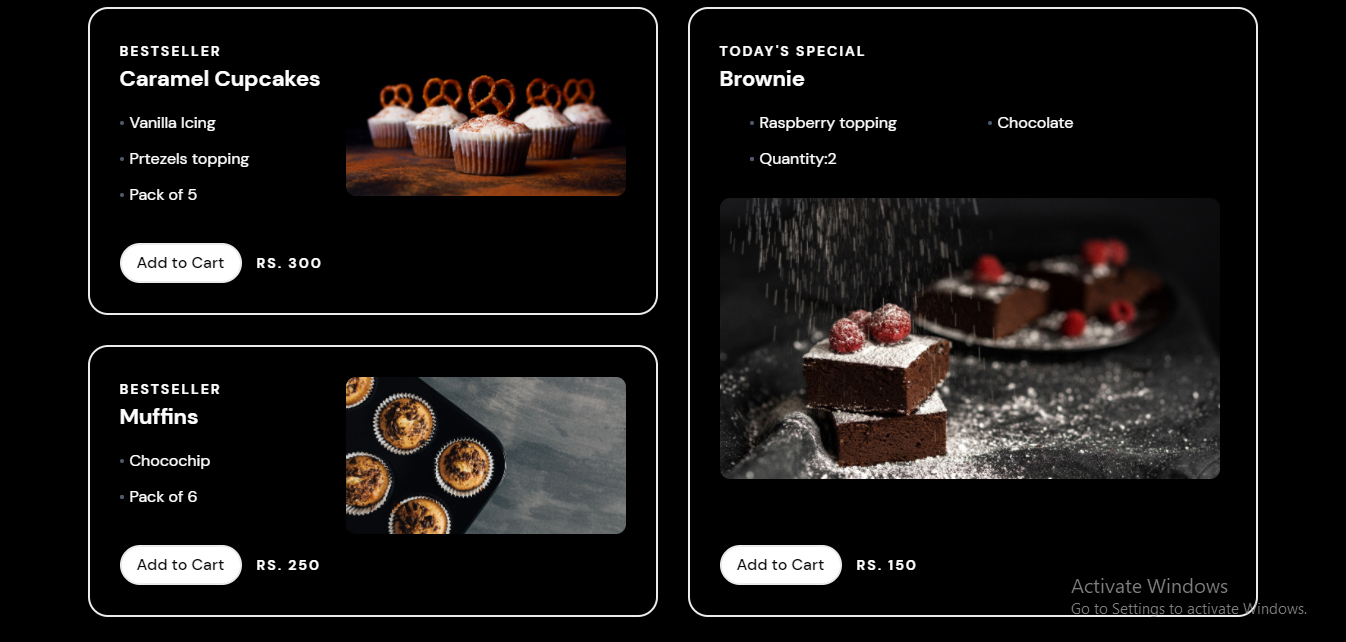 BESTSELLER
Caramel Cupcakes
Vanilla Icing
Prtezels topping
Pack of 5
Add to Cart RS. 300
BESTSELLER
Muffins
Chocochip
Pack of 6
Add to Cart RS. 250
TODAY'S SPECIAL
Brownie
Raspberry topping Chocolate
Quantity:2
Add to Cart RS. 150
Activate Windows
Go to Settings to activate Windows.